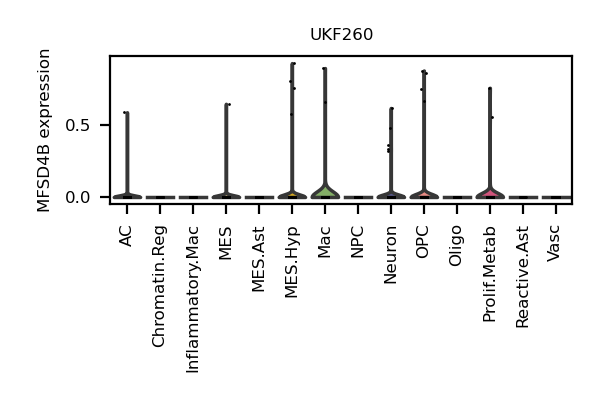 UKF260
MFSD4B expression
0.5
0.0
AC
Chromatin.Reg
Inflammatory.Mac
MES
MES.Ast
MES.Hyp
Mac
NPC
Neuron
OPC
Oligo
Prolif.Metab
Reactive.Ast
Vasc